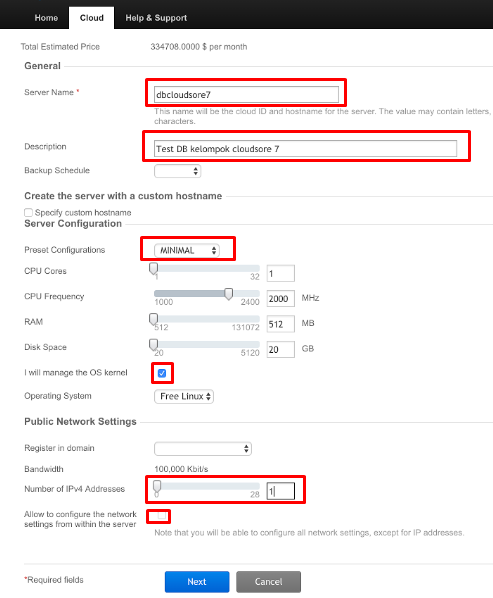 Home Cloud Help & Support
Total Estimated Price 334708.0000 $ per month
General
Server Name * dbcloudsore7
This name will be the cloud ID and hostname for the server. The value may contain letters,
characters.
Description Test DB kelompok cloudsore 7
Backup Schedule
Create the server with a custom hostname
Specify custom hostname
Server Configuration
Preset Configurations MINIMAL
CPU Cores 1 32 1
CPU Frequency 1000 2400 2000 MHz
RAM 512 131072 512 MB
Disk Space 20 5120 20 GB
I will manage the OS kernel
Operating System Free Linux
Public Network Settings
Register in domain
Bandwidth 100,000 Kbit/s
Number of IPv4 Addresses 0 28 1
Allow to configure the network
settings from within the server
Note that you will be able to configure all network settings, except for IP addresses.
*Required fields Next Cancel